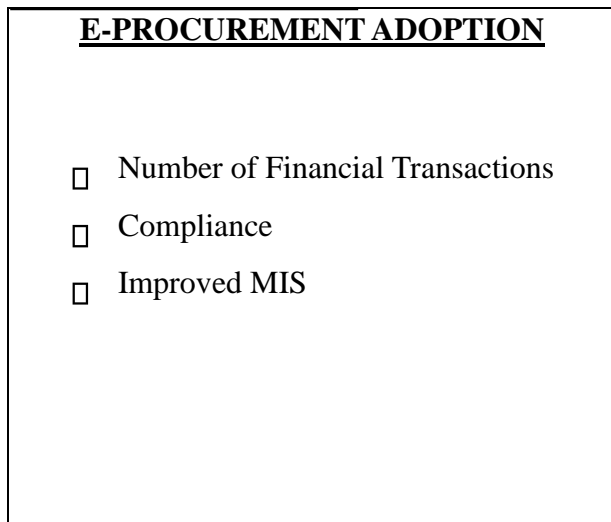 E-PROCUREMENT ADOPTION
Number of Financial Transactions
Compliance
Improved MIS